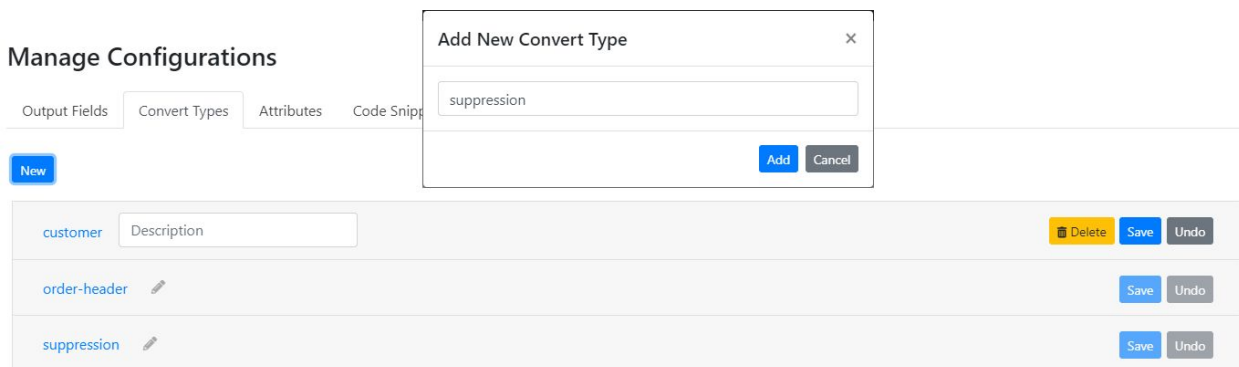 Manage Configurations
Output Fields Convert Types Attributes Code Snipp
Add New Convert Type ×
suppression
Add Cancel
New
customer Description Delete Save Undo
order-header Save Undo
suppression Save Undo